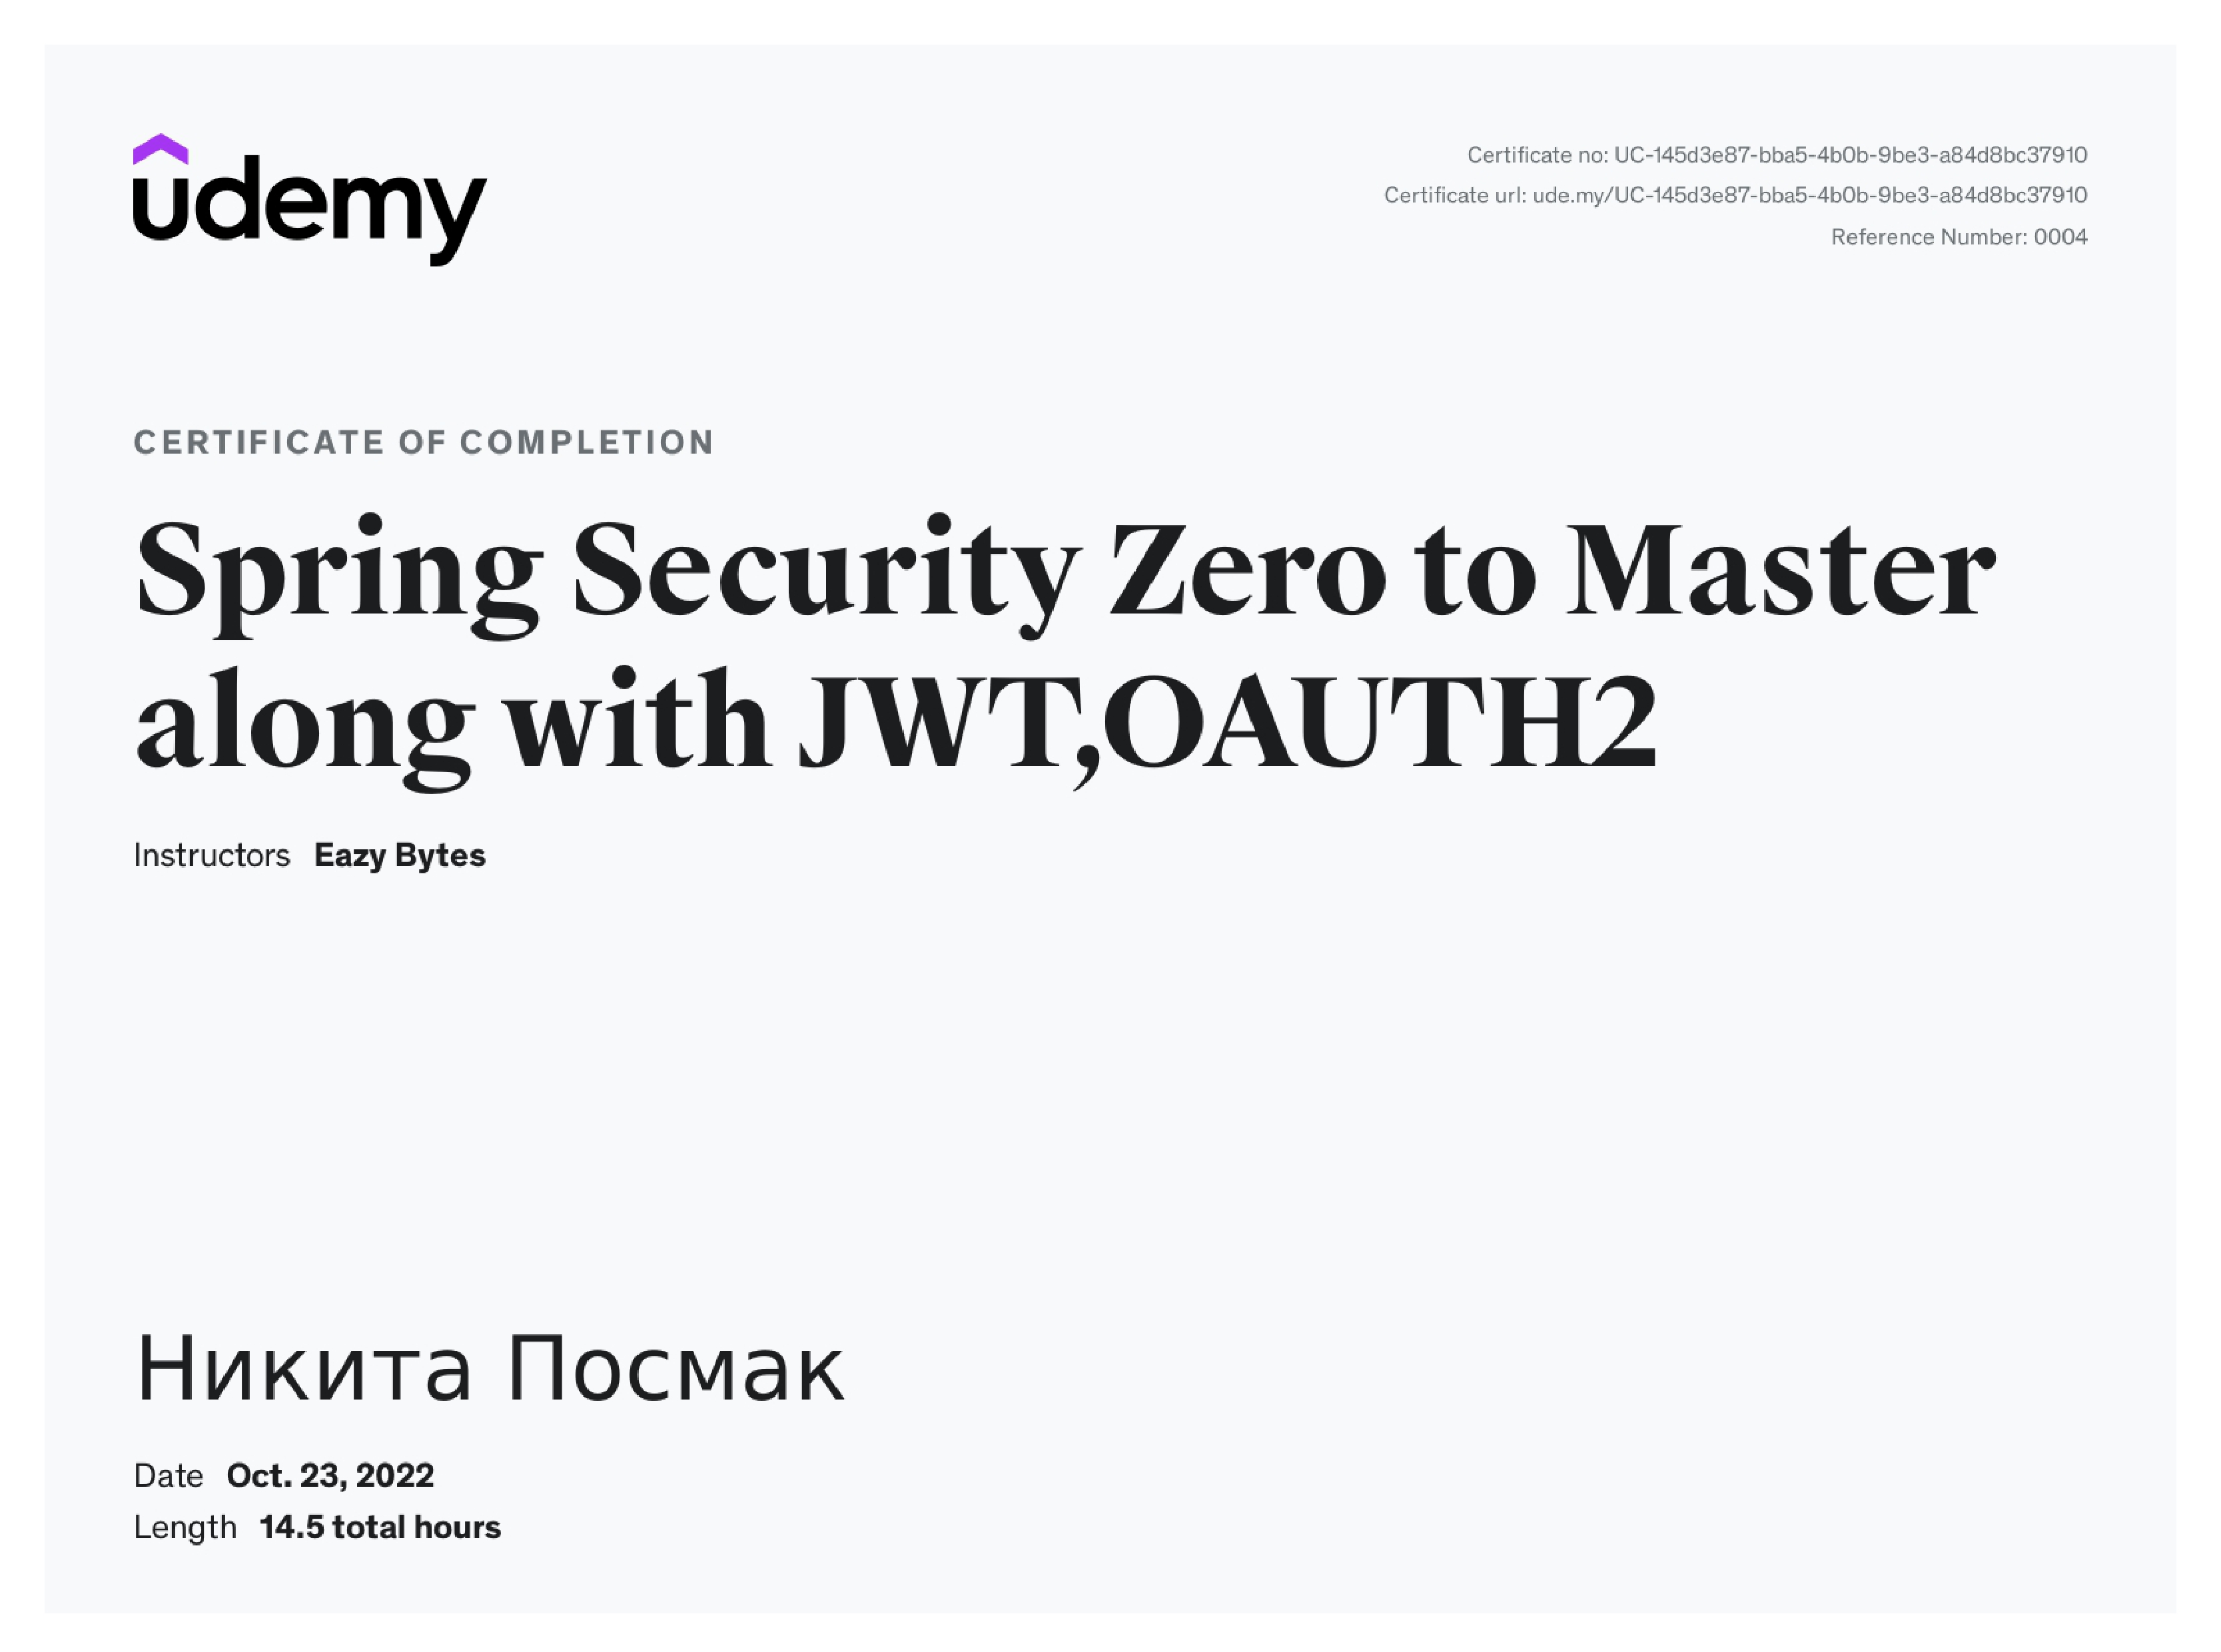 udemy
Certificate no: UC-145d3e87-bba5-4b0b-9be3-a84d8bc37910
Certificate url: ude.my/UC-145d3e87-bba5-4b0b-9be3-a84d8bc37910
Reference Number: 0004
CERTIFICATE OF COMPLETION
Spring Security Zero to Master
along with JWT,OAUTH2
Instructors Eazy Bytes
Никита Посмак
Date Oct. 23, 2022
Length 14.5 total hours